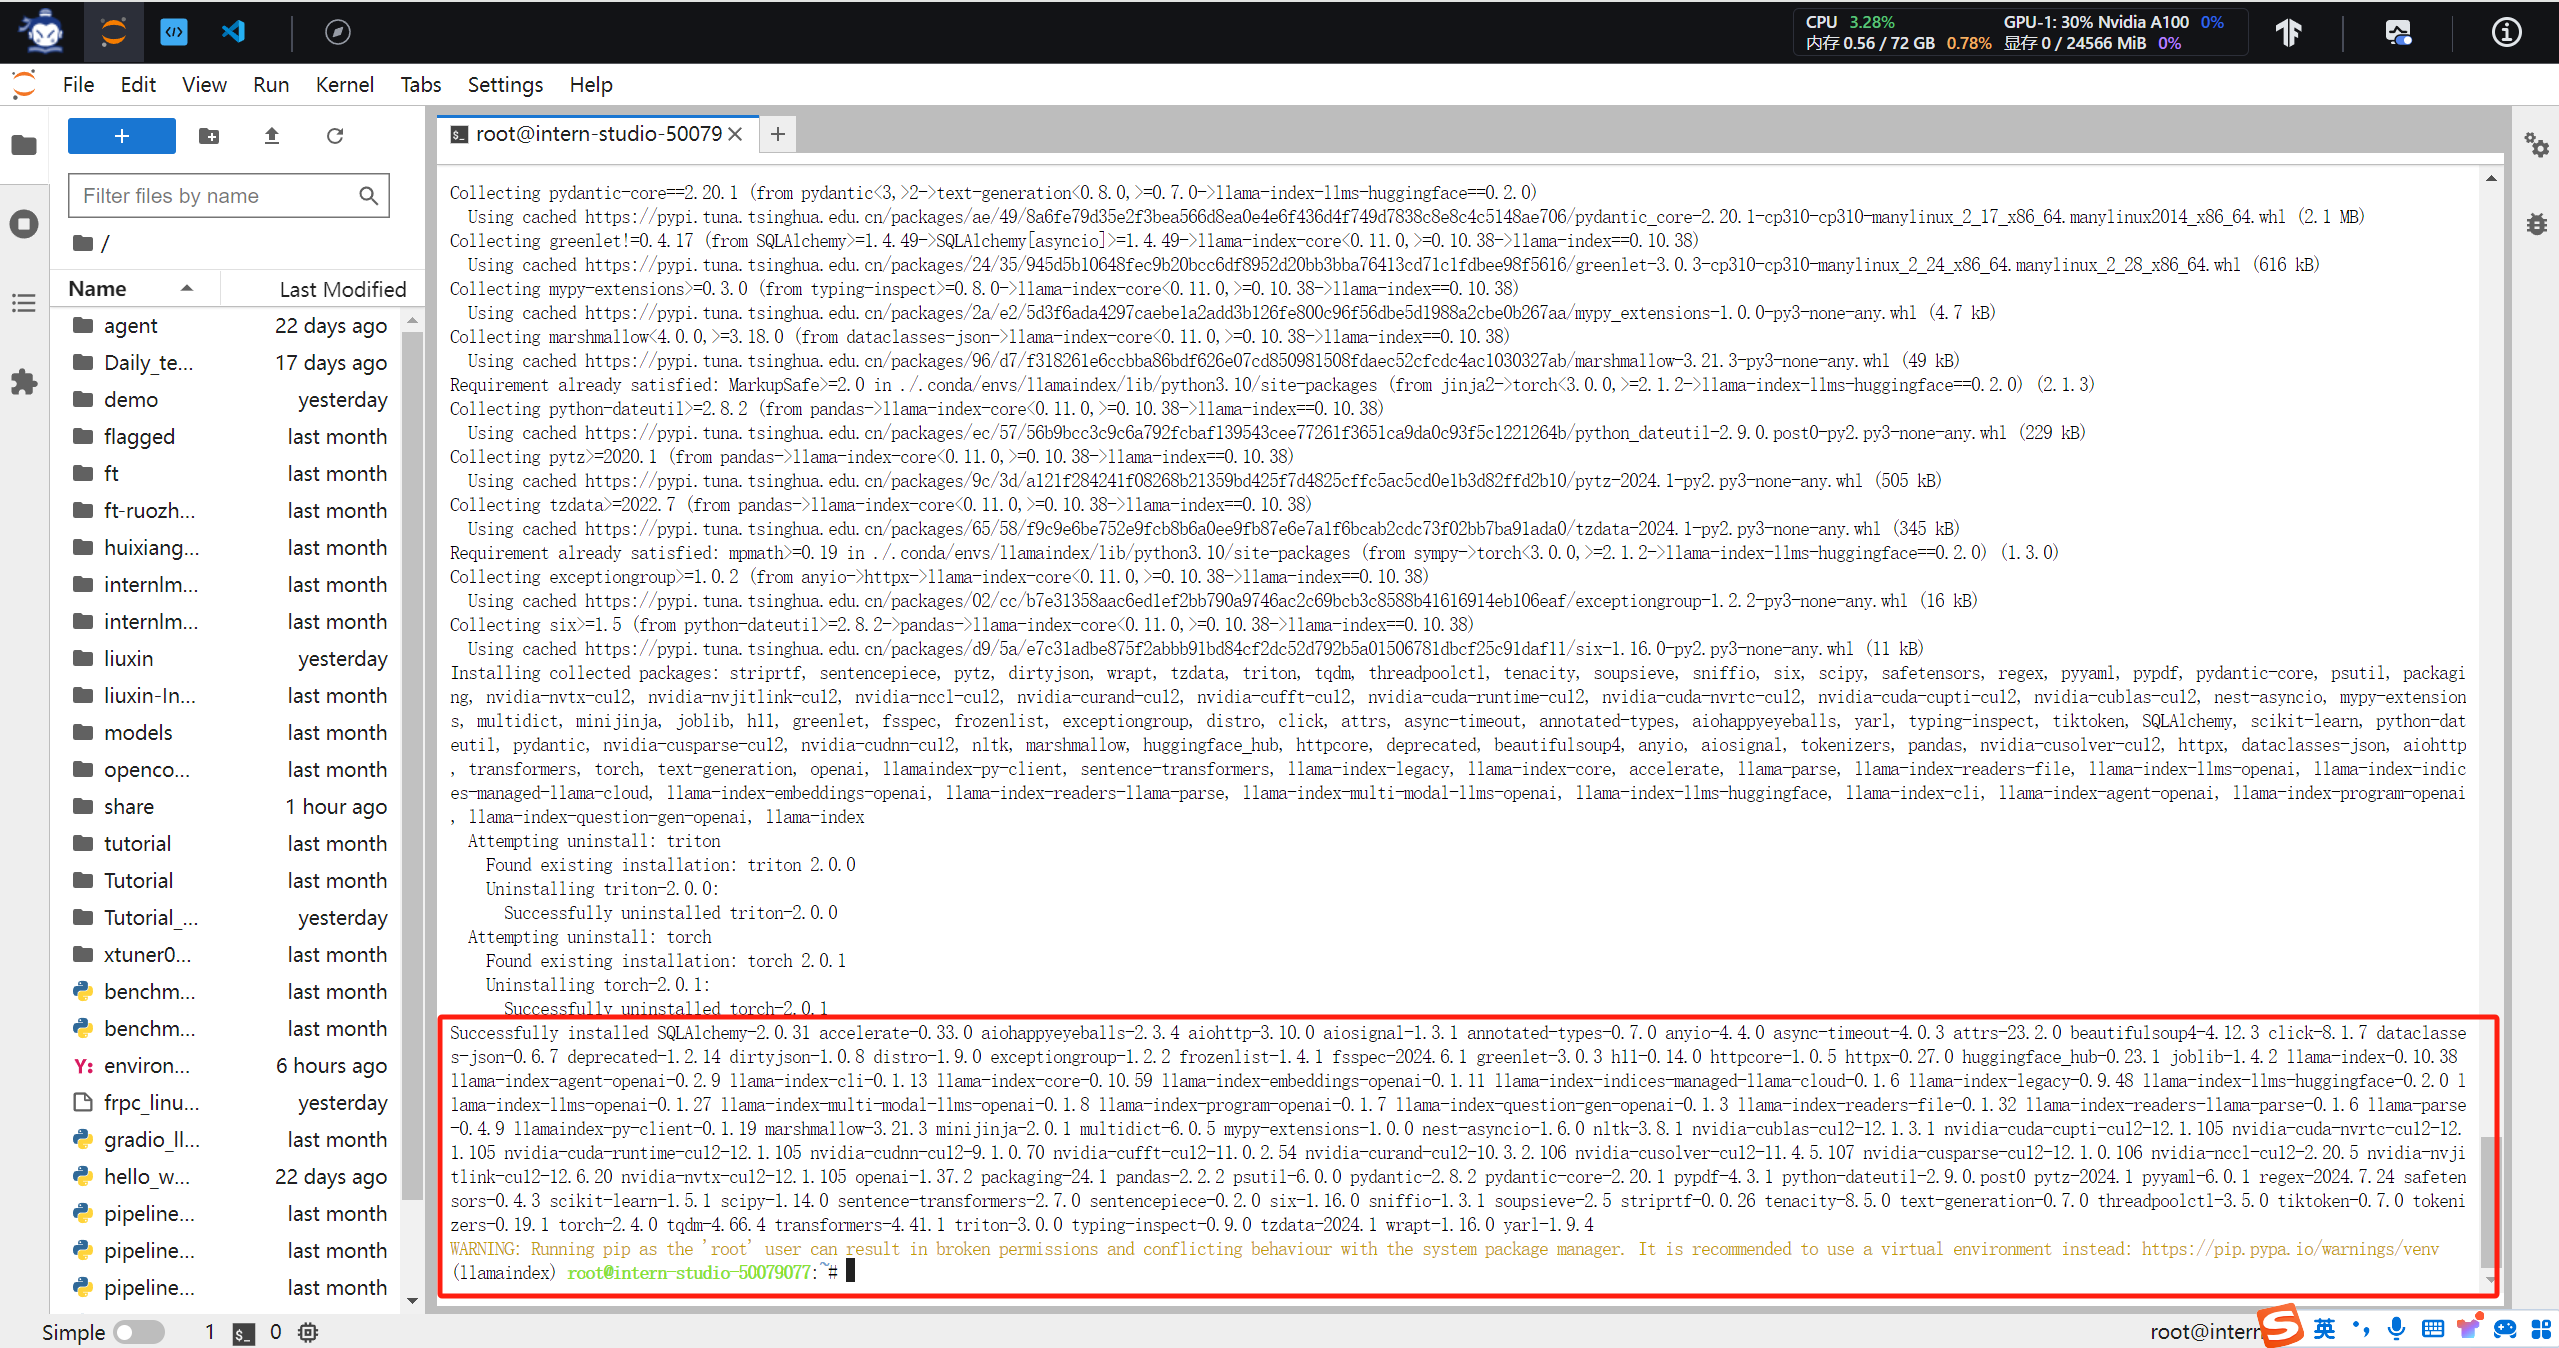 CPU 3.28% GPU-1: 30% Nvidia A100 0%
内存 0.56 / 72 GB 0.78% 显存 0 / 24566 MiB 0%
File Edit View Run Kernel Tabs Settings Help
root@intern-studio-50079
Filter files by name
/
Name Last Modified
agent 22 days ago
Daily_te... 17 days ago
demo yesterday
flagged last month
ft last month
ft-ruozh... last month
huixiang... last month
internlm... last month
internlm... last month
liuxin yesterday
liuxin-In... last month
models last month
openco... last month
share 1 hour ago
tutorial last month
Tutorial last month
Tutorial_... yesterday
xtuner0... last month
benchm... last month
benchm... last month
Y: environ... 6 hours ago
frpc_linu... yesterday
gradio_ll... last month
hello_w... 22 days ago
pipeline... last month
pipeline... last month
pipeline... last month
Collecting pydantic-core==2.20.1 (from pydantic<3,>2->text-generation<0.8.0,>=0.7.0->llama-index-llms-huggingface==0.2.0)
Using cached https://pypi.tuna.tsinghua.edu.cn/packages/ae/49/8a6fe79d35e2f3bea566d8ea0e4e6f436d4f749d7838c8e8c4c5148ae706/pydantic_core-2.20.1-cp310-cp310-manylinux_2_17_x86_64.manylinux2014_x86_64.whl (2.1 MB)
Collecting greenlet!=0.4.17 (from SQLAlchemy>=1.4.49->SQLAlchemy[asyncio]>=1.4.49->llama-index-core<0.11.0,>=0.10.38->llama-index==0.10.38)
Using cached https://pypi.tuna.tsinghua.edu.cn/packages/24/35/945d5b10648fec9b20bcc6df8952d20bb3bba76413cd71c1fdbee98f5616/greenlet-3.0.3-cp310-cp310-manylinux_2_24_x86_64.manylinux_2_28_x86_64.whl (616 kB)
Collecting mypy-extensions>=0.3.0 (from typing-inspect>=0.8.0->llama-index-core<0.11.0,>=0.10.38->llama-index==0.10.38)
Using cached https://pypi.tuna.tsinghua.edu.cn/packages/2a/e2/5d3f6ada4297caebe1a2add3b126fe800c96f56dbe5d1988a2cbe0b267aa/mypy_extensions-1.0.0-py3-none-any.whl (4.7 kB)
Collecting marshmallow<4.0.0,>=3.18.0 (from dataclasses-json->llama-index-core<0.11.0,>=0.10.38->llama-index==0.10.38)
Using cached https://pypi.tuna.tsinghua.edu.cn/packages/96/d7/f318261e6ccbba86bdf626e07cd850981508fdaec52cfcdc4ac1030327ab/marshmallow-3.21.3-py3-none-any.whl (49 kB)
Requirement already satisfied: MarkupSafe>=2.0 in ./.conda/envs/llamaindex/lib/python3.10/site-packages (from jinja2->torch<3.0.0,>=2.1.2->llama-index-llms-huggingface==0.2.0) (2.1.3)
Collecting python-dateutil>=2.8.2 (from pandas->llama-index-core<0.11.0,>=0.10.38->llama-index==0.10.38)
Using cached https://pypi.tuna.tsinghua.edu.cn/packages/ec/57/56b9bcc3c9c6a792fcbaf139543cee77261f3651ca9da0c93f5c1221264b/python_dateutil-2.9.0.post0-py2.py3-none-any.whl (229 kB)
Collecting pytz>=2020.1 (from pandas->llama-index-core<0.11.0,>=0.10.38->llama-index==0.10.38)
Using cached https://pypi.tuna.tsinghua.edu.cn/packages/9c/3d/a121f284241f08268b21359bd425f7d4825cffc5ac5cd0e1b3d82ffd2b10/pytz-2024.1-py2.py3-none-any.whl (505 kB)
Collecting tzdata>=2022.7 (from pandas->llama-index-core<0.11.0,>=0.10.38->llama-index==0.10.38)
Using cached https://pypi.tuna.tsinghua.edu.cn/packages/65/58/f9c9e6be752e9fcb8b6a0ee9fb87e6e7a1f6bcab2cdc73f02bb7ba91ada0/tzdata-2024.1-py2.py3-none-any.whl (345 kB)
Requirement already satisfied: mpmath>=0.19 in ./.conda/envs/llamaindex/lib/python3.10/site-packages (from sympy->torch<3.0.0,>=2.1.2->llama-index-llms-huggingface==0.2.0) (1.3.0)
Collecting exceptiongroup>=1.0.2 (from anyio->httpx->llama-index-core<0.11.0,>=0.10.38->llama-index==0.10.38)
Using cached https://pypi.tuna.tsinghua.edu.cn/packages/02/cc/b7e31358aac6ed1ef2bb790a9746ac2c69bcb3c8588b41616914eb106eaf/exceptiongroup-1.2.2-py3-none-any.whl (16 kB)
Collecting six>=1.5 (from python-dateutil>=2.8.2->pandas->llama-index-core<0.11.0,>=0.10.38->llama-index==0.10.38)
Using cached https://pypi.tuna.tsinghua.edu.cn/packages/d9/5a/e7c31adbe875f2abbb91bd84cf2dc52d792b5a01506781dbcf25c91daf11/six-1.16.0-py2.py3-none-any.whl (11 kB)
Installing collected packages: striprtf, sentencepiece, pytz, dirtyjson, wrapt, tzdata, triton, tqdm, threadpoolctl, tenacity, soupsieve, sniffio, six, scipy, safetensors, regex, pyyaml, pypdf, pydantic-core, psutil, packagi
ng, nvidia-nvtx-cu12, nvidia-nvjitlink-cu12, nvidia-nccl-cu12, nvidia-curand-cu12, nvidia-cufft-cu12, nvidia-cuda-runtime-cu12, nvidia-cuda-nvrtc-cu12, nvidia-cuda-cupti-cu12, nvidia-cublas-cu12, nest-asyncio, mypy-extension
s, multidict, minijinja, joblib, hll, greenlet, fsspec, frozenlist, exceptiongroup, distro, click, attrs, async-timeout, annotated-types, aiohappyeyeballs, yarl, typing-inspect, tiktoken, SQLAlchemy, scikit-learn, python-dat
eutil, pydantic, nvidia-cusparse-cu12, nvidia-cudnn-cu12, nltk, marshmallow, huggingface_hub, httpcore, deprecated, beautifulsoup4, anyio, aiosignal, tokenizers, pandas, nvidia-cusolver-cu12, httpx, dataclasses-json, aiohttp
, transformers, torch, text-generation, openai, llamaindex-py-client, sentence-transformers, llama-index-legacy, llama-index-core, accelerate, llama-parse, llama-index-readers-file, llama-index-llms-openai, llama-index-indic
es-managed-llama-cloud, llama-index-embeddings-openai, llama-index-readers-llama-parse, llama-index-multi-modal-llms-openai, llama-index-llms-huggingface, llama-index-cli, llama-index-agent-openai, llama-index-program-openai
, llama-index-question-gen-openai, llama-index
Attempting uninstall: triton
Found existing installation: triton 2.0.0
Uninstalling triton-2.0.0:
Successfully uninstalled triton-2.0.0
Attempting uninstall: torch
Found existing installation: torch 2.0.1
Uninstalling torch-2.0.1:
Successfully uninstalled torch-2.0.1
Successfully installed SQLAlchemy-2.0.31 accelerate-0.33.0 aiohappyeyeballs-2.3.4 aiohttp-3.10.0 aiosignal-1.3.1 annotated-types-0.7.0 anyio-4.4.0 async-timeout-4.0.3 attrs-23.2.0 beautifulsoup4-4.12.3 click-8.1.7 dataclasse
s-json-0.6.7 deprecated-1.2.14 dirtyjson-1.0.8 distro-1.9.0 exceptiongroup-1.2.2 frozenlist-1.4.1 fsspec-2024.6.1 greenlet-3.0.3 hll-0.14.0 httpcore-1.0.5 httpx-0.27.0 huggingface_hub-0.23.1 joblib-1.4.2 llama-index-0.10.38
llama-index-agent-openai-0.2.9 llama-index-cli-0.1.13 llama-index-core-0.10.59 llama-index-embeddings-openai-0.1.11 llama-index-indices-managed-llama-cloud-0.1.6 llama-index-legacy-0.9.48 llama-index-llms-huggingface-0.2.0 l
lama-index-llms-openai-0.1.27 llama-index-multi-modal-llms-openai-0.1.8 llama-index-program-openai-0.1.7 llama-index-question-gen-openai-0.1.3 llama-index-readers-file-0.1.32 llama-index-readers-llama-parse-0.1.6 llama-parse
-0.4.9 llamaindex-py-client-0.1.19 marshmallow-3.21.3 minijinja-2.0.1 multidict-6.0.5 mypy-extensions-1.0.0 nest-asyncio-1.6.0 nltk-3.8.1 nvidia-cublas-cu12-12.1.3.1 nvidia-cuda-cupti-cu12-12.1.105 nvidia-cuda-nvrtc-cu12-12.
1.105 nvidia-cuda-runtime-cu12-12.1.105 nvidia-cudnn-cu12-9.1.0.70 nvidia-cufft-cu12-11.0.2.54 nvidia-curand-cu12-10.3.2.106 nvidia-cusolver-cu12-11.4.5.107 nvidia-cusparse-cu12-12.1.0.106 nvidia-nccl-cu12-2.20.5 nvidia-nvji
tlink-cu12-12.6.20 nvidia-nvtx-cu12-12.1.105 openai-1.37.2 packaging-24.1 pandas-2.2.2 psutil-6.0.0 pydantic-2.8.2 pydantic-core-2.20.1 pypdf-4.3.1 python-dateutil-2.9.0.post0 pytz-2024.1 pyyaml-6.0.1 regex-2024.7.24 safeten
sors-0.4.3 scikit-learn-1.5.1 scipy-1.14.0 sentence-transformers-2.7.0 sentencepiece-0.2.0 six-1.16.0 sniffio-1.3.1 soupsieve-2.5 striprtf-0.0.26 tenacity-8.5.0 text-generation-0.7.0 threadpoolctl-3.5.0 tiktoken-0.7.0 tokeni
zers-0.19.1 torch-2.4.0 tqdm-4.66.4 transformers-4.41.1 triton-3.0.0 typing-inspect-0.9.0 tzdata-2024.1 wrapt-1.16.0 yarl-1.9.4
WARNING: Running pip as the 'root' user can result in broken permissions and conflicting behaviour with the system package manager. It is recommended to use a virtual environment instead: https://pip.pypa.io/warnings/venv
(llamaindex) root@intern-studio-50079077:~#
Simple 1 0 root@intern
英